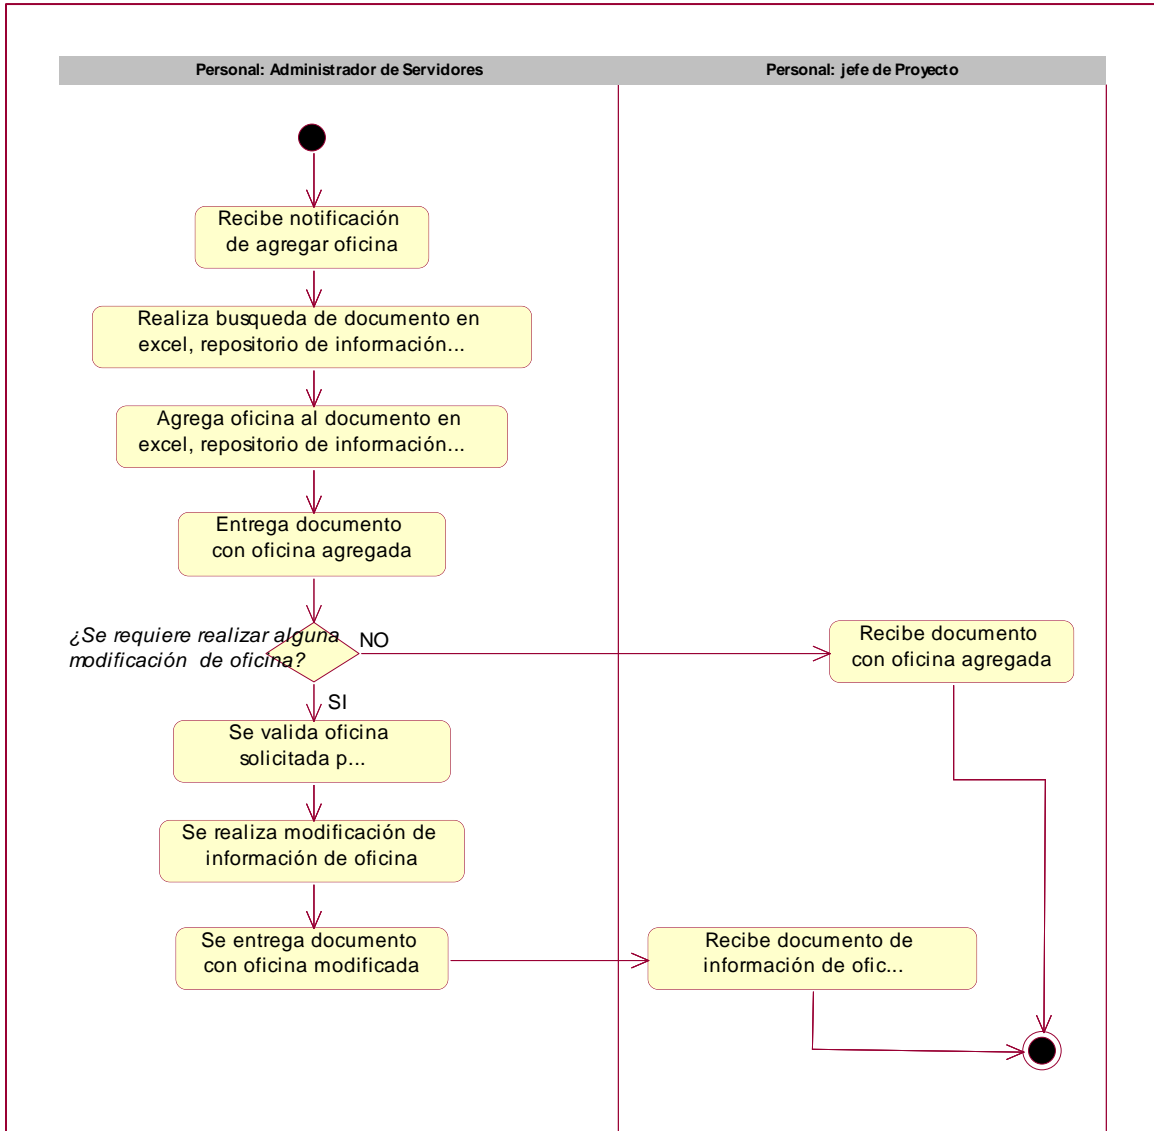 Personal: Administrador de Servidores
Personal: jefe de Proyecto
Recibe notificación
de agregar oficina
Realiza busqueda de documento en
excel, repositorio de información...
Agrega oficina al documento en
excel, repositorio de información...
Entrega documento
con oficina agregada
¿Se requiere realizar alguna
modificación de oficina?
NO
Recibe documento
con oficina agregada
SI
Se valida oficina
solicitada p...
Se realiza modificación de
información de oficina
Se entrega documento
con oficina modificada
Recibe documento de
información de ofic...